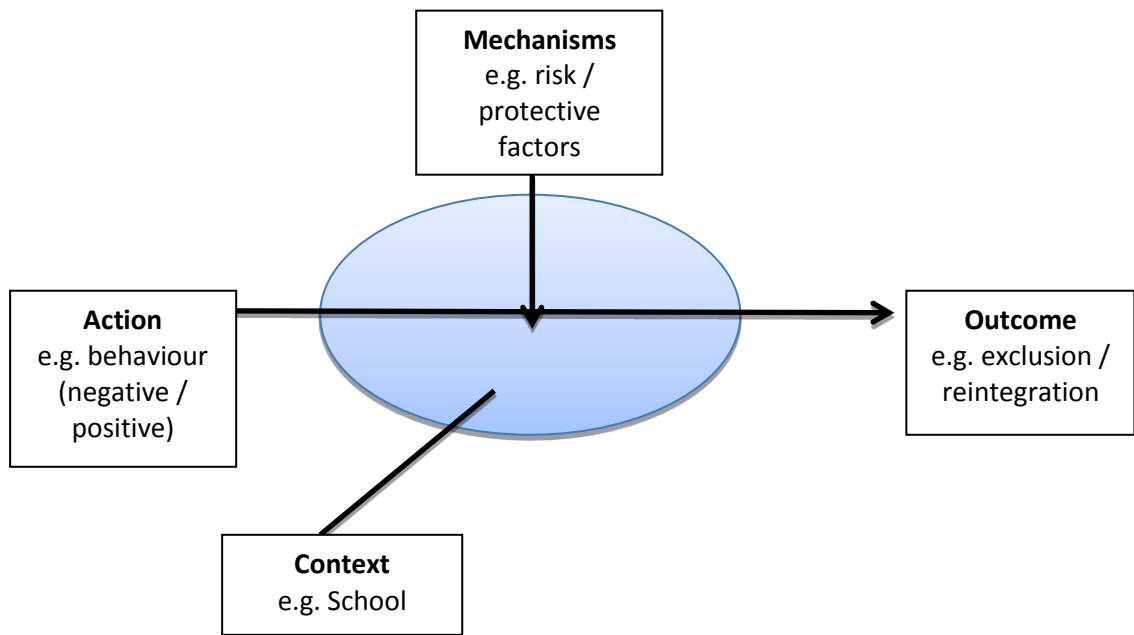 Mechanisms
e.g. risk /
protective
factors
Action
e.g. behaviour
(negative /
positive)
Outcome
e.g. exclusion /
reintegration
Context
e.g. School